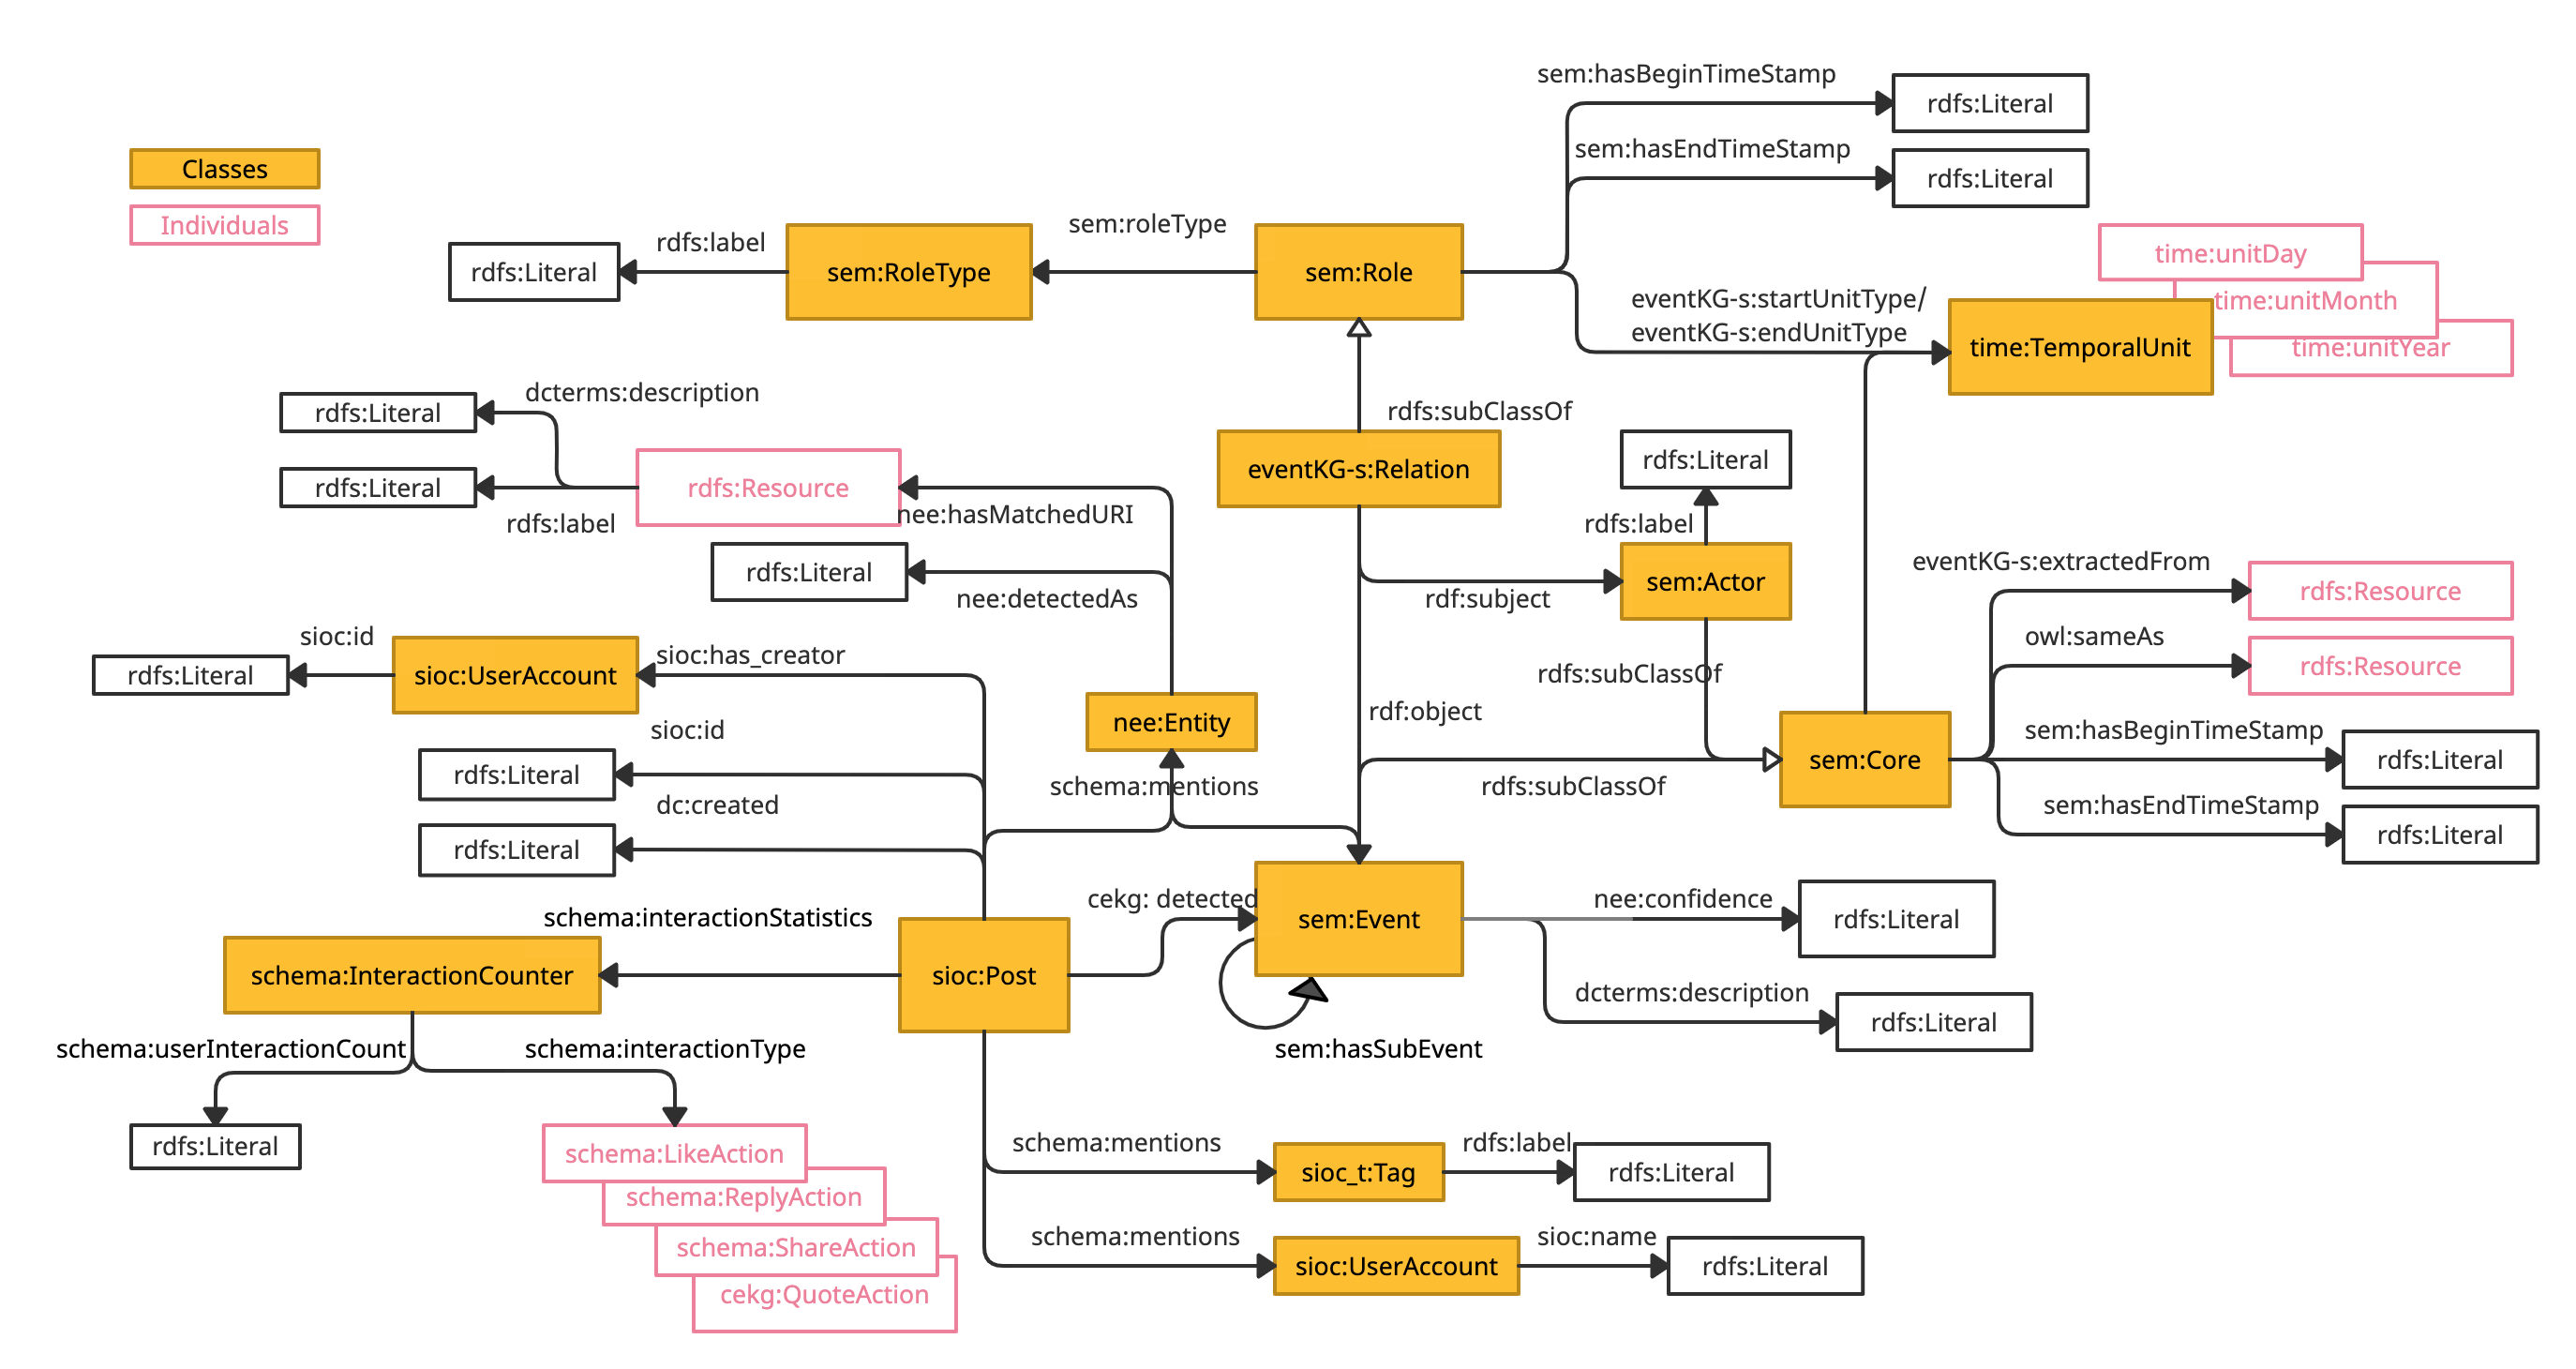 sem:hasBeginTimeStamp
rdfs:Literal
sem:hasEndTimeStamp
rdfs:Literal
Classes
Individuals
rdfs:Literal
rdfs:label
sem:RoleType
sem:roleType
sem:Role
eventKG-s:startUnitType/
eventKG-s:endUnitType
time:TemporalUnit
time:unitDay
time:unitMonth
time:unitYear
rdfs:Literal
dcterms:description
rdfs:Literal
rdfs:label
rdfs:Resource
nee:hasMatchedURI
rdfs:subClassOf
eventKG-s:Relation
rdfs:Literal
rdfs:label
rdfs:Literal
nee:detectedAs
rdf:subject
sem:Actor
eventKG-s:extractedFrom
rdfs:Resource
owl:sameAs
rdfs:Resource
sioc:id
rdfs:Literal
sioc:UserAccount
sioc:has_creator
rdfs:subClassOf
nee:Entity
rdf:object
sem:Core
sem:hasBeginTimeStamp
rdfs:Literal
sioc:id
rdfs:Literal
schema:mentions
rdfs:subClassOf
sem:hasEndTimeStamp
rdfs:Literal
dc:created
rdfs:Literal
cekg: detected
sem:Event
nee:confidence
rdfs:Literal
schema:interactionStatistics
schema:InteractionCounter
sioc:Post
dcterms:description
rdfs:Literal
sem:hasSubEvent
schema:userInteractionCount
schema:interactionType
rdfs:Literal
schema:LikeAction
schema:ReplyAction
schema:ShareAction
cekg:QuoteAction
schema:mentions
sioc_t:Tag
rdfs:label
rdfs:Literal
schema:mentions
sioc:UserAccount
sioc:name
rdfs:Literal